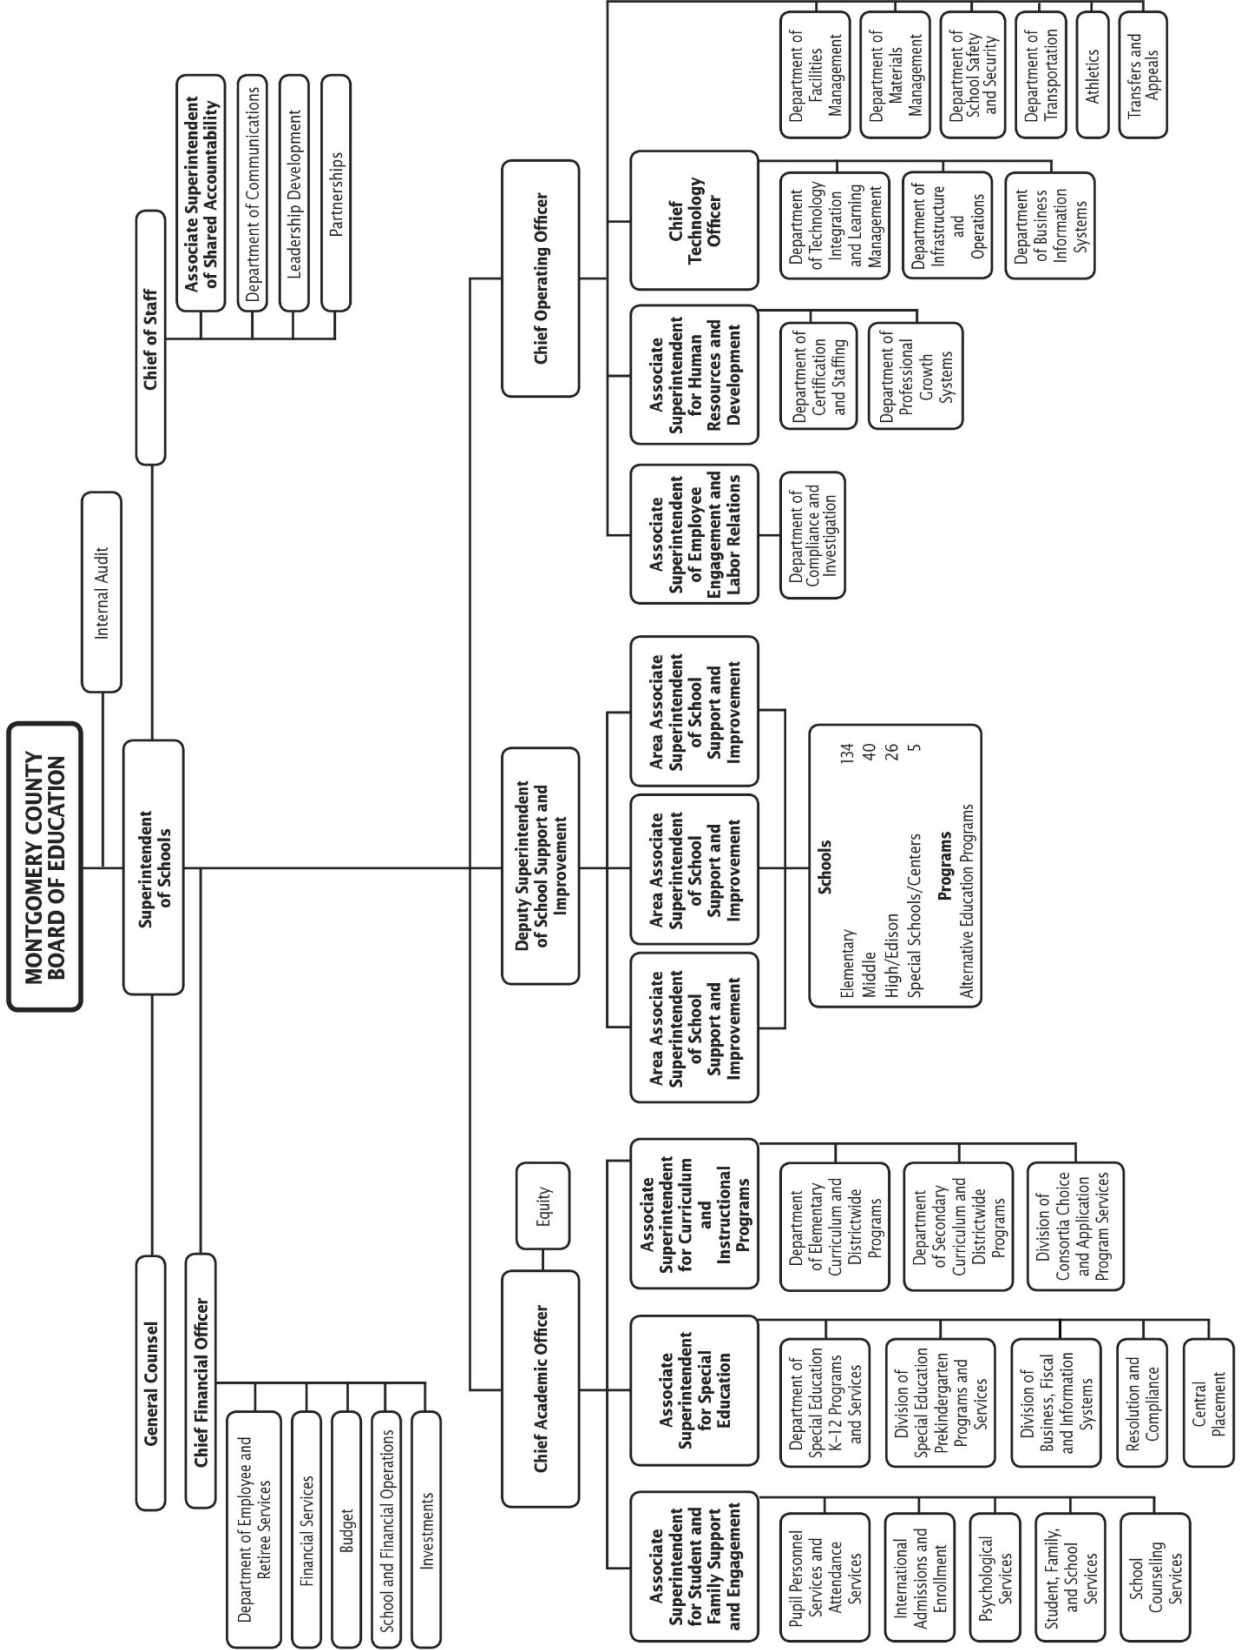 MONTGOMERY COUNTY
BOARD OF EDUCATION
Internal Audit
Superintendent
of Schools
General Counsel
Chief of Staff
Associate Superintendent
of Shared Accountability
Department of Communications
Leadership Development
Partnerships
Chief Financial Officer
Department of Employee and
Retiree Services
Financial Services
Budget
School and Financial Operations
Investments
Chief Academic Officer
Equity
Deputy Superintendent
of School Support and
Improvement
Chief Operating Officer
Associate
Superintendent
for Student and
Family Support
and Engagement
Pupil Personnel
Services and
Attendance
Services
International
Admissions and
Enrollment
Psychological
Services
Student, Family,
and School
Services
School
Counseling
Services
Associate
Superintendent
for Special
Education
Department of
Special Education
K–12 Programs
and Services
Division of
Special Education
Prekindergarten
Programs and
Services
Division of
Business, Fiscal
and Information
Systems
Resolution and
Compliance
Central
Placement
Associate
Superintendent
for Curriculum
and
Instructional
Programs
Department
of Elementary
Curriculum and
Districtwide
Programs
Department
of Secondary
Curriculum and
Districtwide
Programs
Division of
Consortia Choice
and Application
Program Services
Area Associate
Superintendent
of School
Support and
Improvement
Area Associate
Superintendent
of School
Support and
Improvement
Area Associate
Superintendent
of School
Support and
Improvement
Schools
Elementary 134
Middle 40
High/Edison 26
Special Schools/Centers 5
Programs
Alternative Education Programs
Associate
Superintendent
of Employee
Engagement and
Labor Relations
Department of
Compliance and
Investigation
Associate
Superintendent
for Human
Resources and
Development
Department of
Certification
and Staffing
Department of
Professional
Growth
Systems
Chief
Technology
Officer
Department
of Technology
Integration
and Learning
Management
Department of
Infrastructure
and
Operations
Department
of Business
Information
Systems
Department of
Facilities
Management
Department of
Materials
Management
Department of
School Safety
and Security
Department of
Transportation
Athletics
Transfers and
Appeals